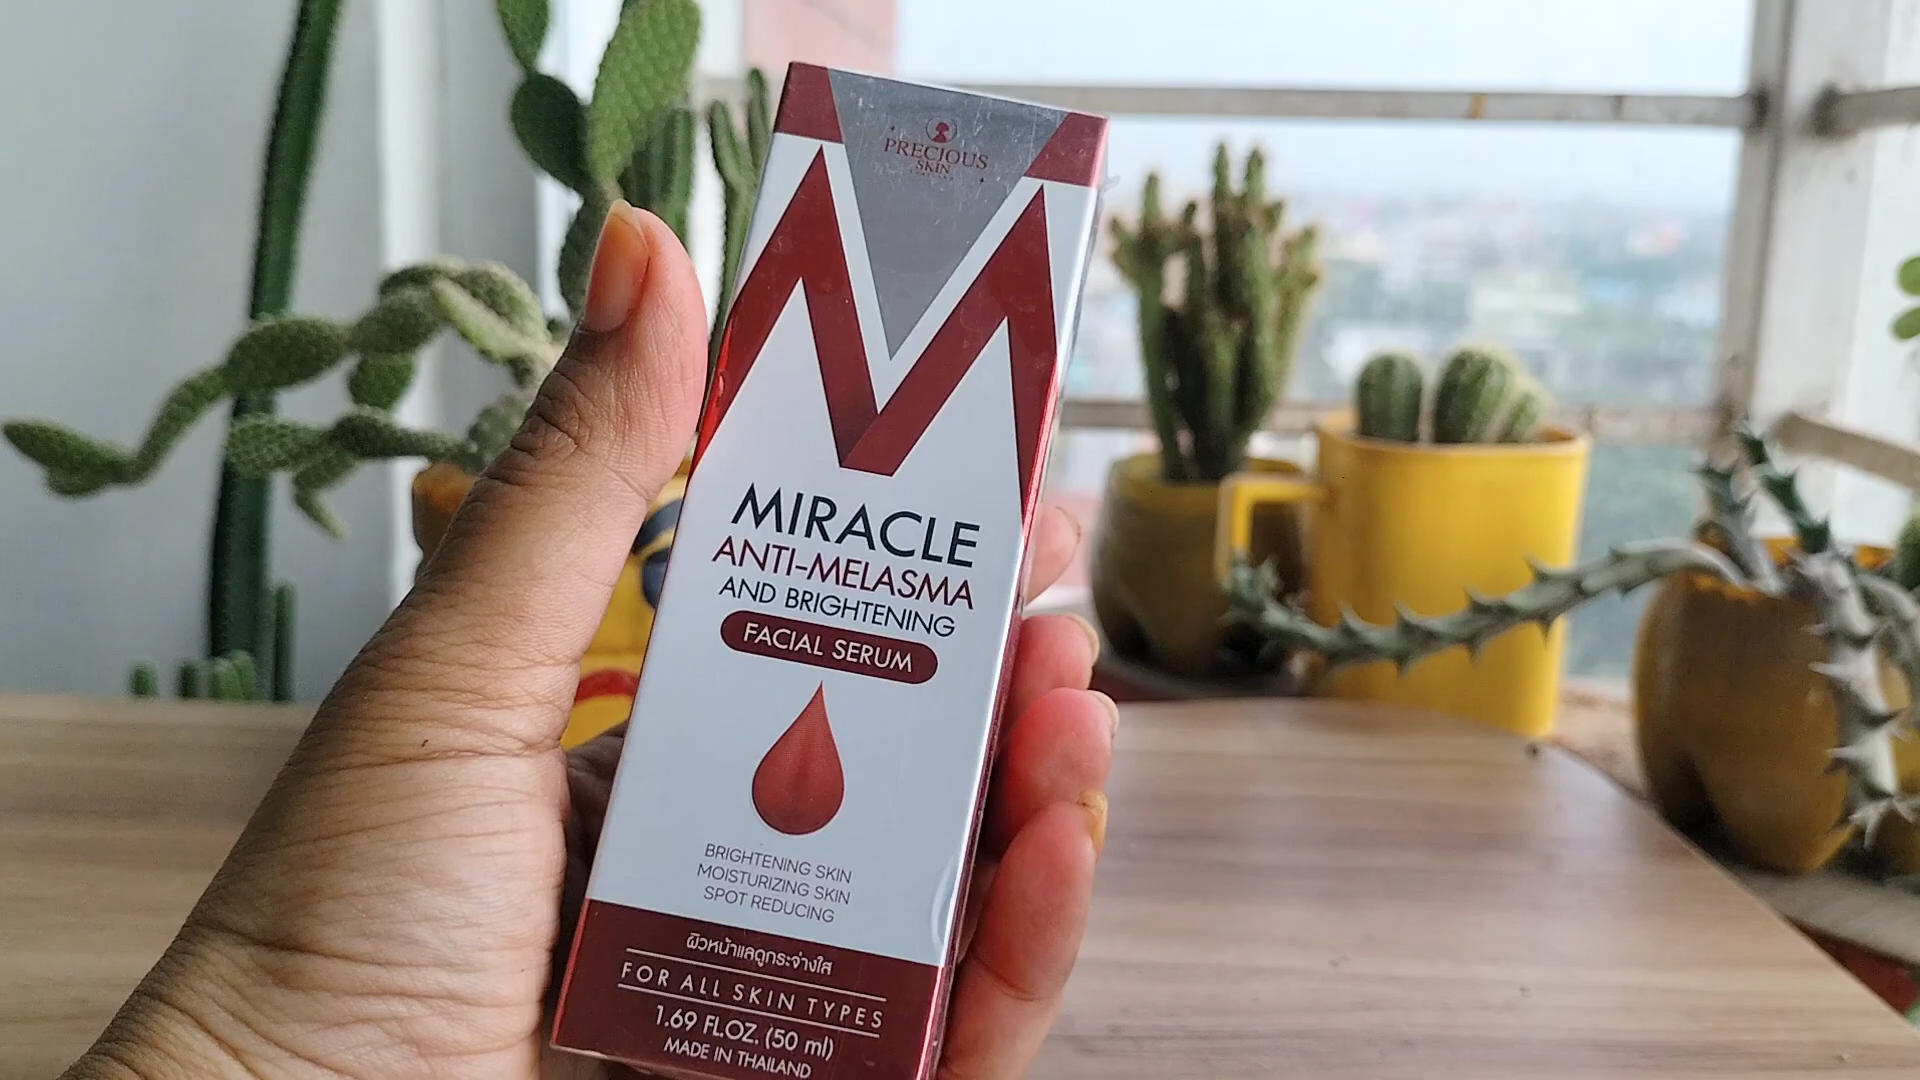 PRECIOUS
SKIN
MIRACLE
ANTI-MELASMA
AND BRIGHTENING
FACIAL SERUM
BRIGHTENING SKIN
MOISTURIZING SKIN
SPOT REDUCING
ผิวหน้าแลดูกระจ่างใส
FOR ALL SKIN TYPES
1.69 FL.OZ. (50 ml)
MADE IN THAILAND